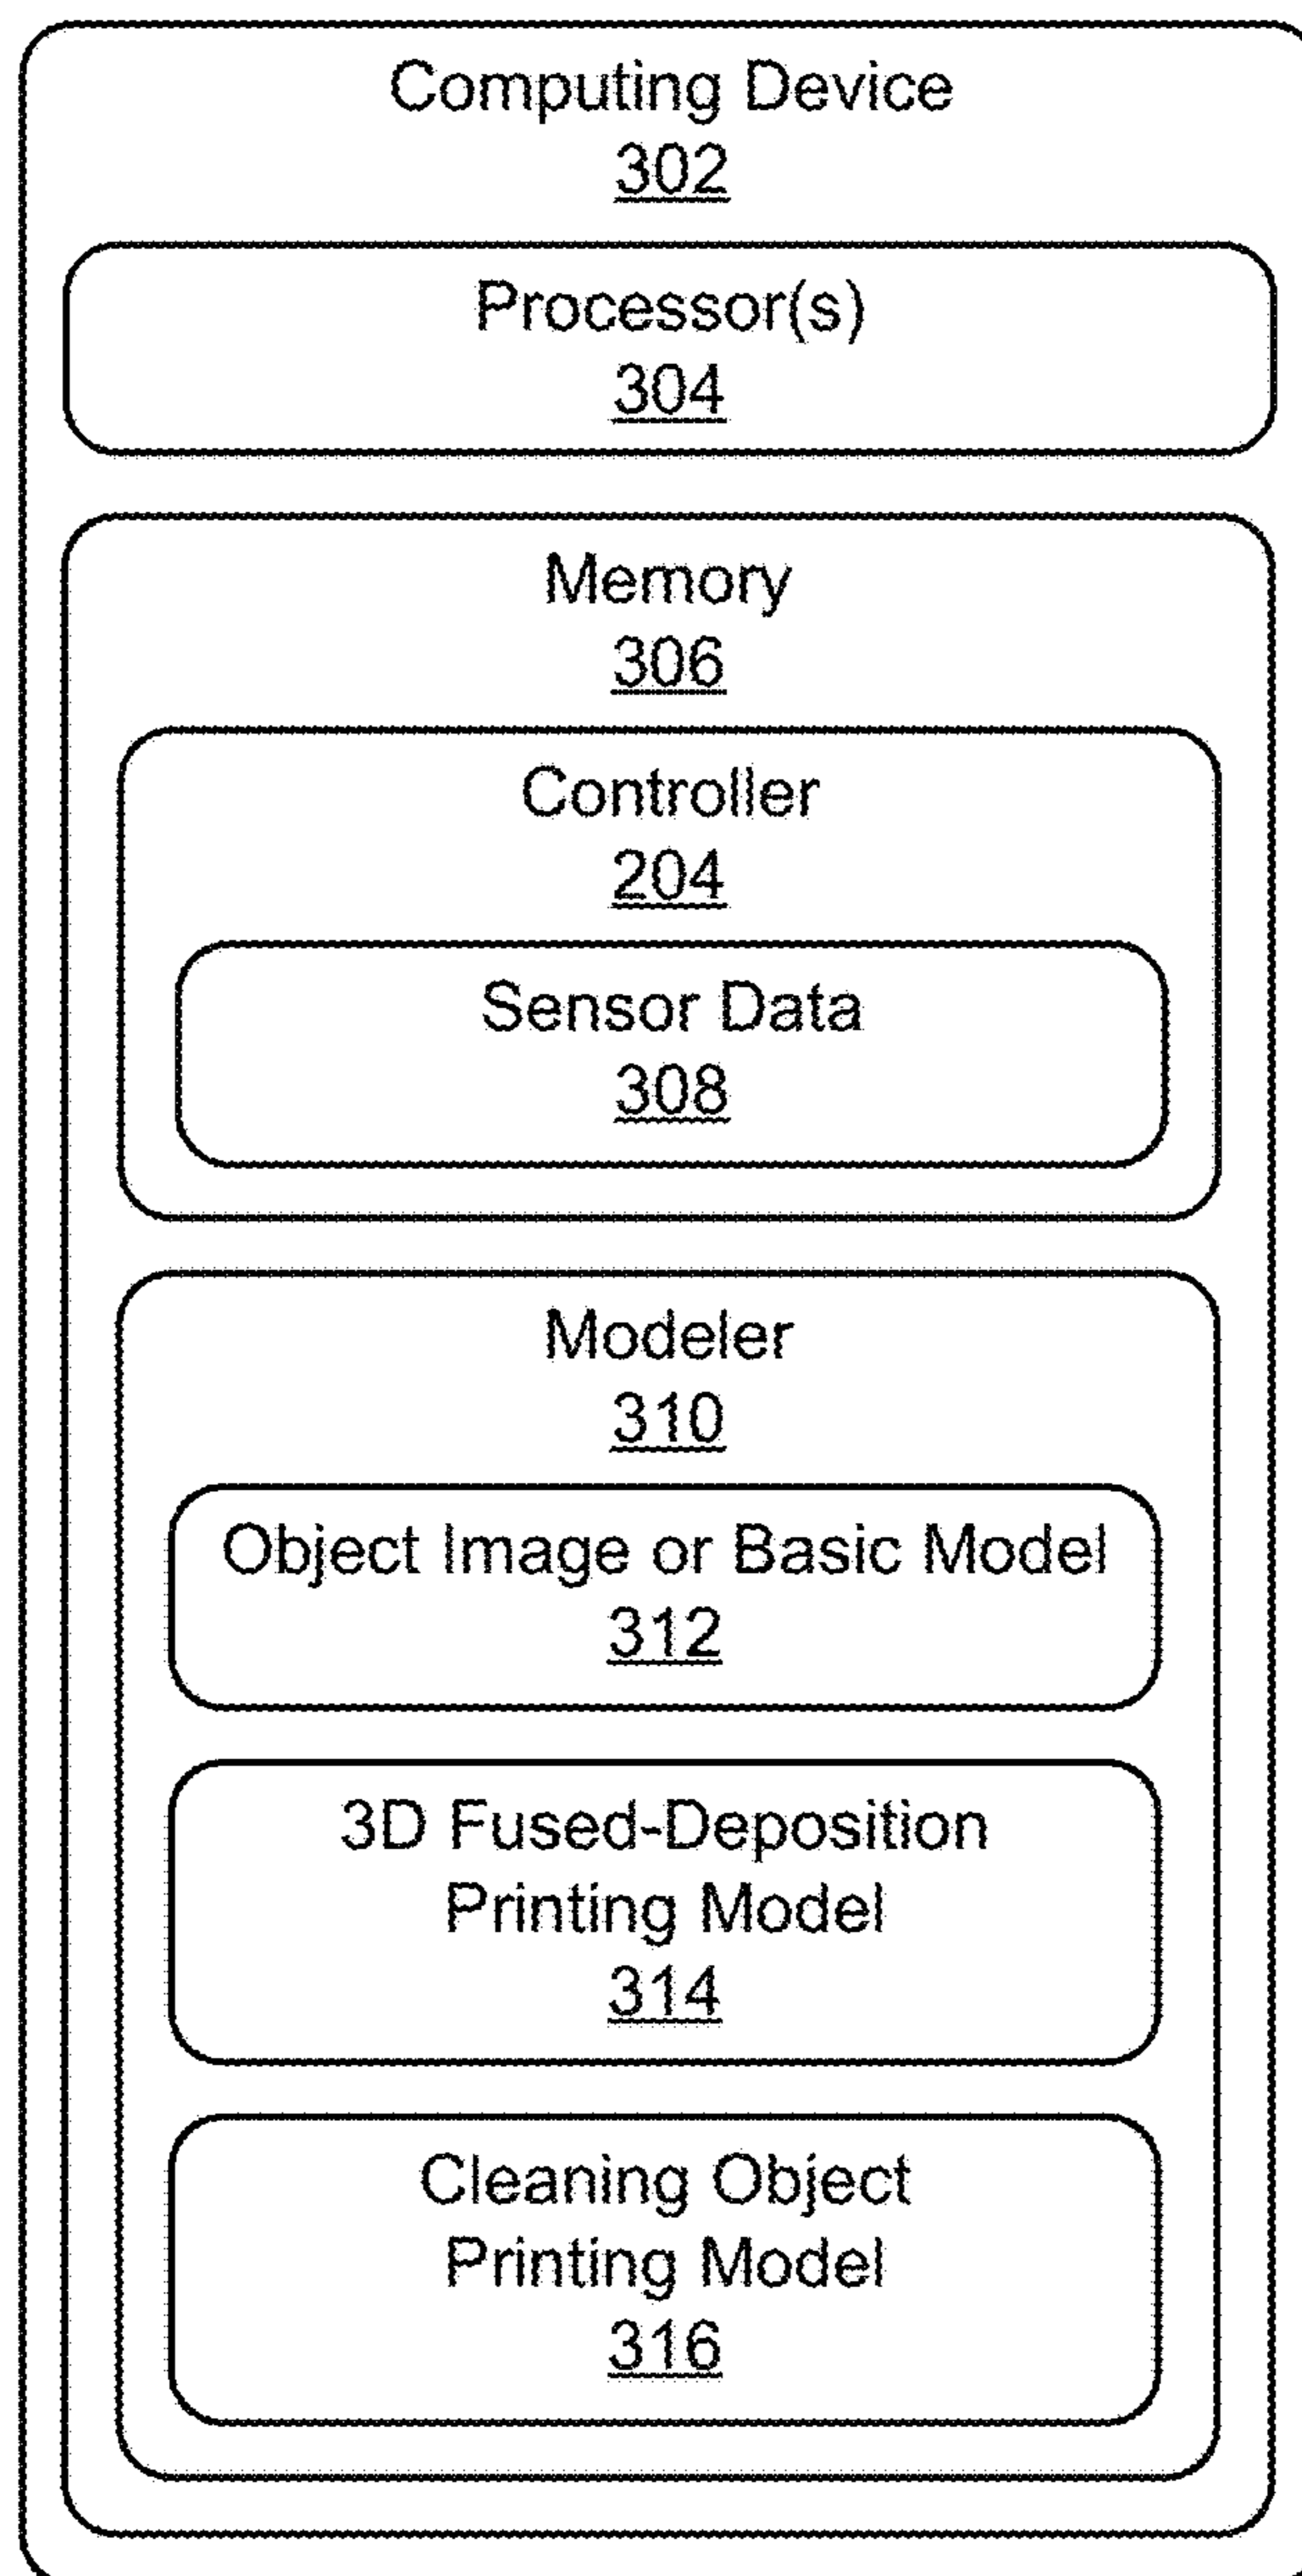 Computing Device
302
Processor(s)
304
Memory
306
Controller
204
Sensor Data
308
Modeler
310
Object Image or Basic Model
312
3D Fused-Deposition
Printing Model
314
Cleaning Object
Printing Model
316